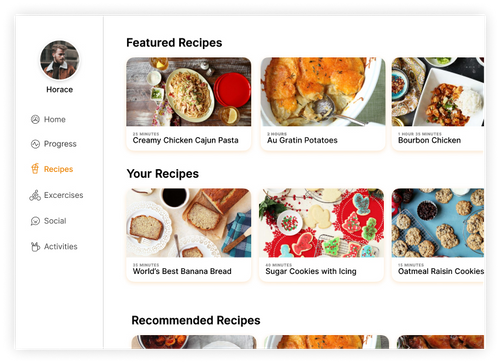 Horace
Home
Progress
Recipes
Excercises
Social
Activities
Featured Recipes
25 MINUTES
Creamy Chicken Cajun Pasta
2 HOURS
Au Gratin Potatoes
1 HOUR 35 MINUTES
Bourbon Chicken
Your Recipes
35 MINUTES
World's Best Banana Bread
40 MINUTES
Sugar Cookies with Icing
15 MINUTES
Oatmeal Raisin Cookies
Recommended Recipes